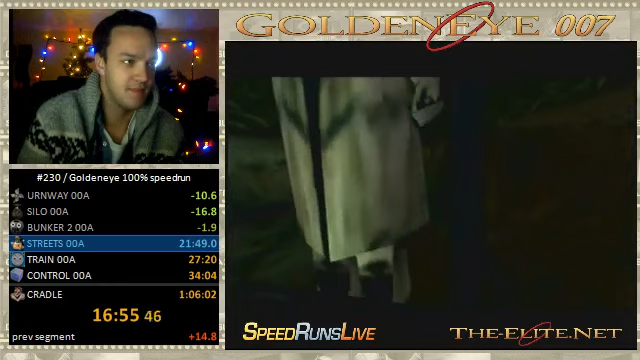 GOLDENEYE 007
#230 / Goldeneye 100% speedrun
URNWAY 00A -10.6
SILO 00A -16.8
BUNKER 2 00A -1.9
STREETS 00A 21:49.0
TRAIN 00A 27:20
CONTROL 00A 34:04
CRADLE 1:06:02
16:55 46
prev segment +14.8
SPEEDRUNSLIVE
THE-ELITE.NET